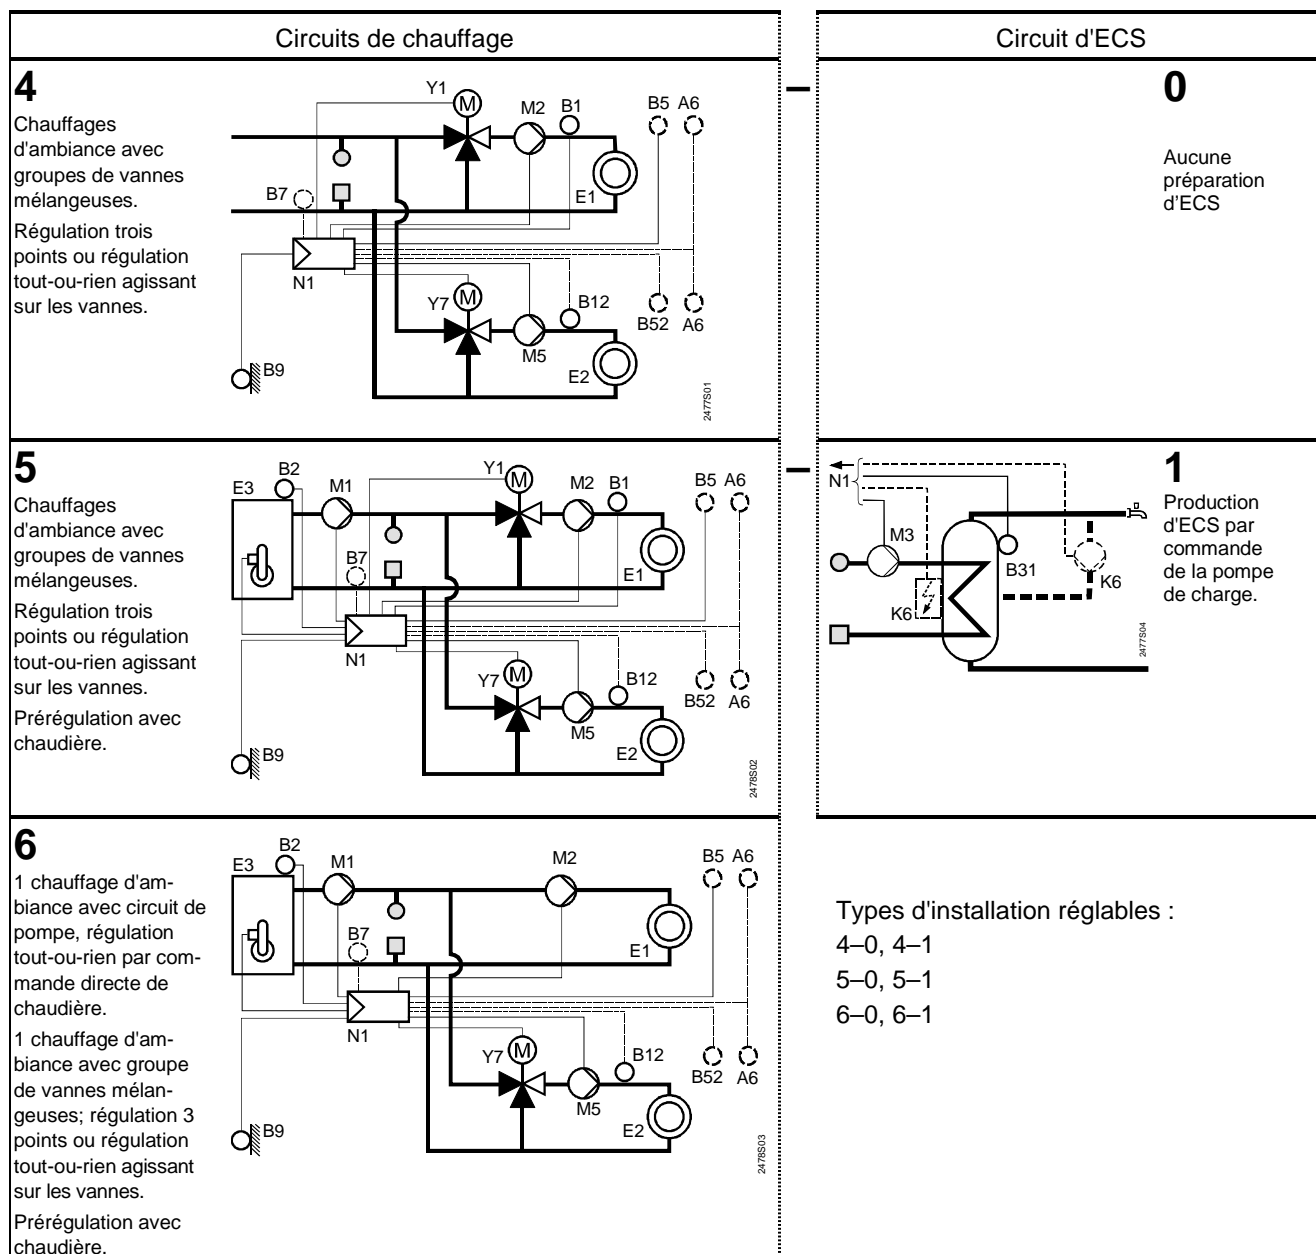 Circuits de chauffage
Circuit d'ECS
4
Chauffages
d'ambiance avec
groupes de vannes
mélangeuses.
Régulation trois
points ou régulation
tout-ou-rien agissant
sur les vannes.
Y1
M
M2
B1
B5
A6
B7
E1
N1
Y7
M
B12
B52
A6
M5
E2
B9
2477S01
–
0
Aucune
préparation
d'ECS
5
Chauffages
d'ambiance avec
groupes de vannes
mélangeuses.
Régulation trois
points ou régulation
tout-ou-rien agissant
sur les vannes.
Prérégulation avec
chaudière.
E3
B2
M1
Y1
M
M2
B1
B5
A6
B7
E1
N1
Y7
M
B12
B52
A6
M5
E2
B9
2478S02
–
N1
M3
B31
K6
K6
2477S04
1
Production
d'ECS par
commande
de la pompe
de charge.
6
1 chauffage d'am-
biance avec circuit de
pompe, régulation
tout-ou-rien par com-
mande directe de
chaudière.
1 chauffage d'am-
biance avec groupe
de vannes mélan-
geuses; régulation 3
points ou régulation
tout-ou-rien agissant
sur les vannes.
Prérégulation avec
chaudière.
E3
B2
M1
M2
B5
A6
B7
E1
N1
Y7
M
B12
B52
A6
M5
E2
B9
2478S03
Types d'installation réglables :
4–0, 4–1
5–0, 5–1
6–0, 6–1